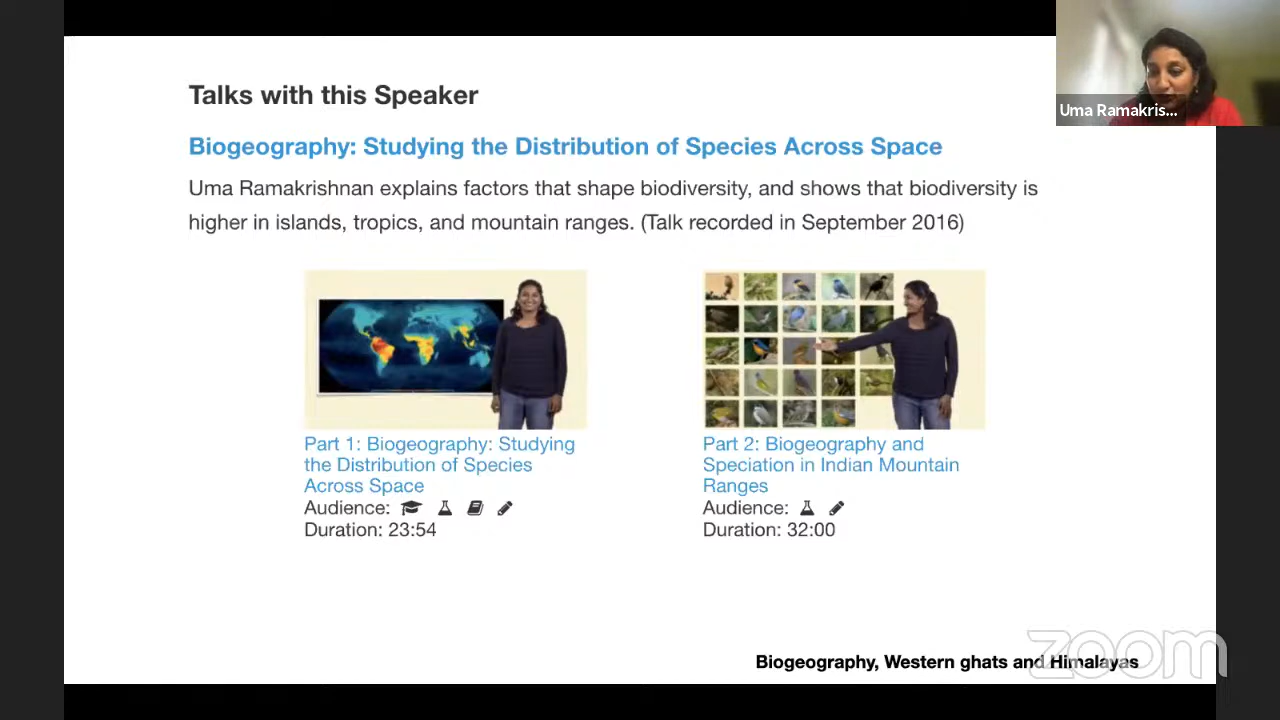 Talks with this Speaker
Uma Ramakris...
Biogeography: Studying the Distribution of Species Across Space
Uma Ramakrishnan explains factors that shape biodiversity, and shows that biodiversity is
higher in islands, tropics, and mountain ranges. (Talk recorded in September 2016)
Part 1: Biogeography: Studying
the Distribution of Species
Across Space
Audience:
Duration: 23:54
Part 2: Biogeography and
Speciation in Indian Mountain
Ranges
Audience:
Duration: 32:00
Biogeography, Western ghats and Himalayas
zoom